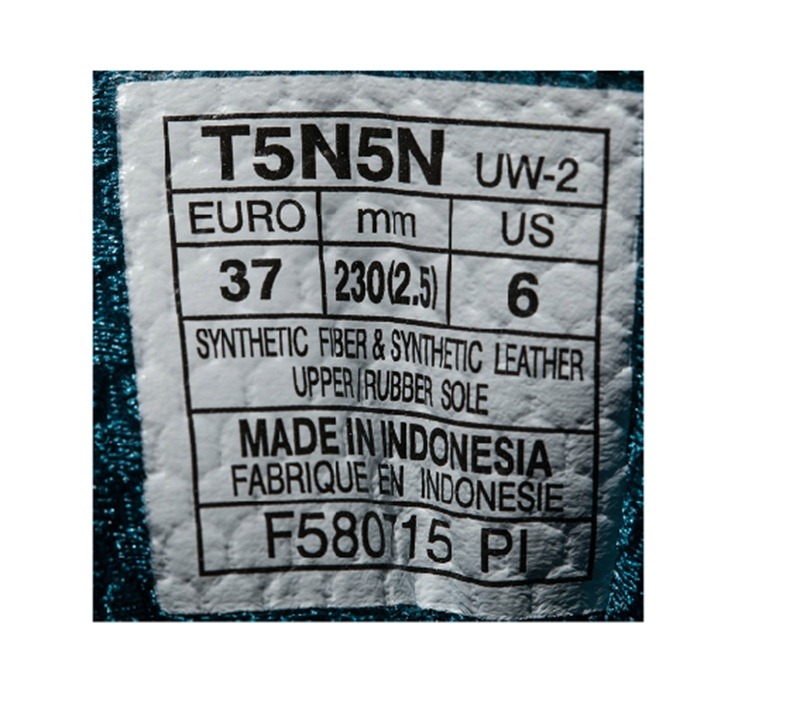 T5N5N UW-2
EURO mm US
37 230(2.5) 6
SYNTHETIC FIBER & SYNTHETIC LEATHER
UPPER/RUBBER SOLE
MADE IN INDONESIA
FABRIQUE EN INDONESIE
F580715 PI